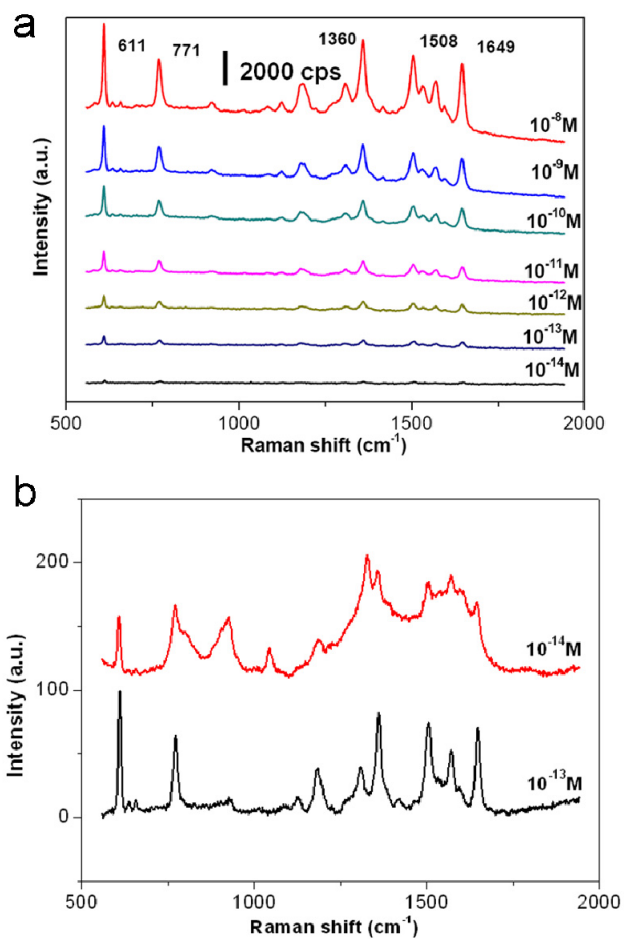 a
611 771 1360 1508 1649
2000 cps
10⁻⁸M
10⁻⁹M
10⁻¹⁰M
10⁻¹¹M
10⁻¹²M
10⁻¹³M
10⁻¹⁴M
Intensity (a.u.)
500 1000 1500 2000
Raman shift (cm⁻¹)
b
200
100
0
Intensity (a.u.)
10⁻¹⁴M
10⁻¹³M
500 1000 1500 2000
Raman shift (cm⁻¹)